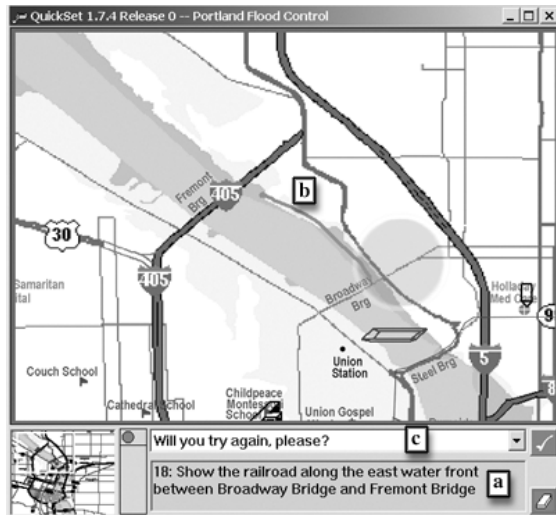 QuickSet 1.7.4 Release 0 -- Portland Flood Control
b
Fremont
Brg
405
30
405
Samaritan
ital
Broadway
Brg
Med
9
Union
Station
Steel Brg
5
Couch School
Cathedral School
Childpeace
Montes
School
Union Gospel
8
Will you try again, please?
c
18: Show the railroad along the east water front
between Broadway Bridge and Fremont Bridge
a